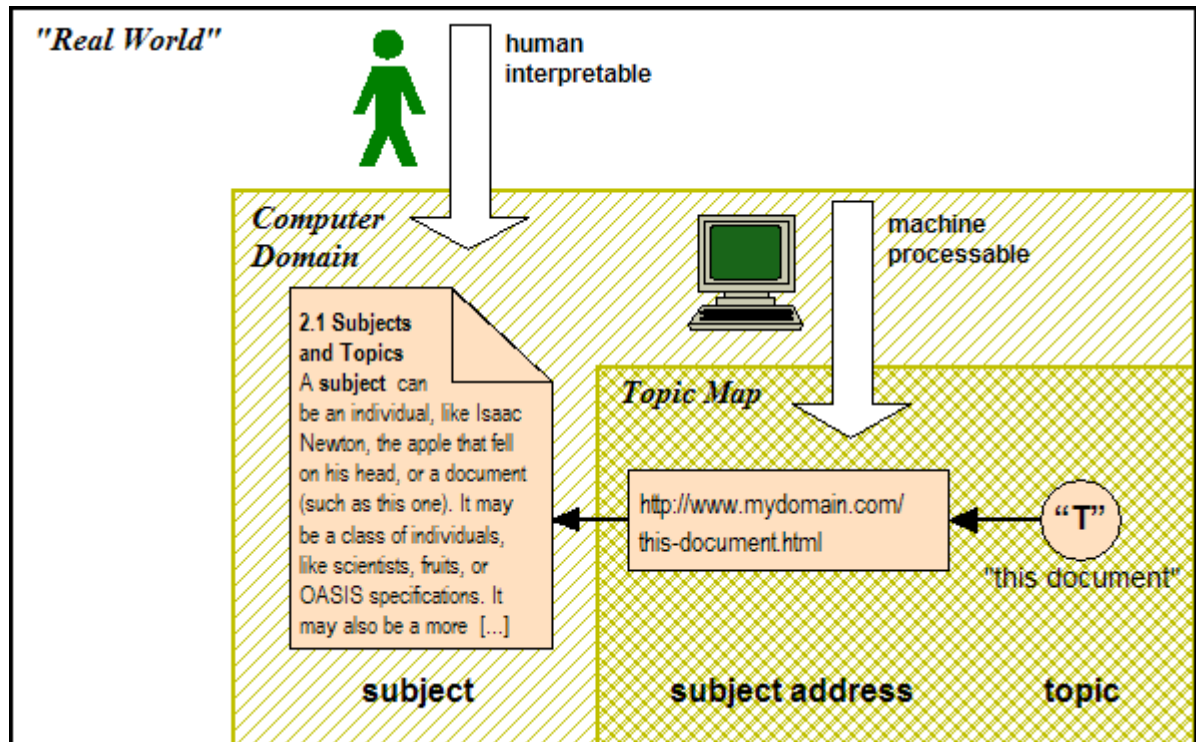 "Real World"
human
interpretable
Computer
Domain
machine
processable
2.1 Subjects
and Topics
A subject can
be an individual, like Isaac
Newton, the apple that fell
on his head, or a document
(such as this one). It may
be a class of individuals,
like scientists, fruits, or
OASIS specifications. It
may also be a more [...]
Topic Map
http://www.mydomain.com/
this-document.html
“T”
"this document"
subject
subject address
topic